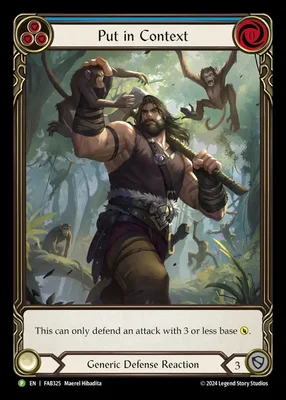 Put in Context
This can only defend an attack with 3 or less base .
Generic Defense Reaction
3
P EN | FAB325 Maerel Hibadita
© 2024 Legend Story Studios